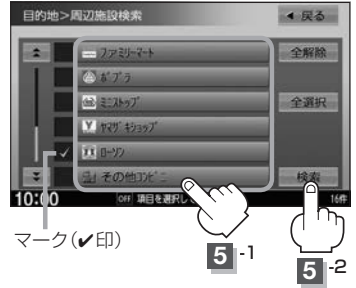 目的地>周辺施設検索
戻る
ファミリーマート
全解除
ポプラ
ミニストップ
全選択
ヤマザキショップ
✓ ローソン
その他コンビニ
検索
10:00 OFF 項目を選択して 16件
マーク(✔印)
5 -1
5 -2